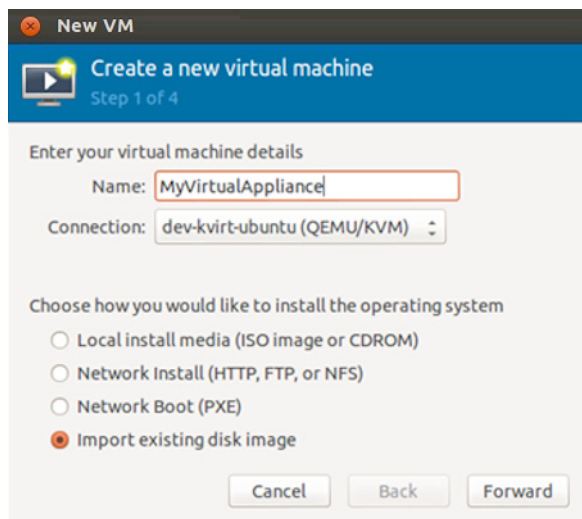 New VM
Create a new virtual machine
Step 1 of 4
Enter your virtual machine details
Name: MyVirtualAppliance
Connection: dev-kvirt-ubuntu (QEMU/KVM)
Choose how you would like to install the operating system
Local install media (ISO image or CDROM)
Network Install (HTTP, FTP, or NFS)
Network Boot (PXE)
Import existing disk image
Cancel Back Forward